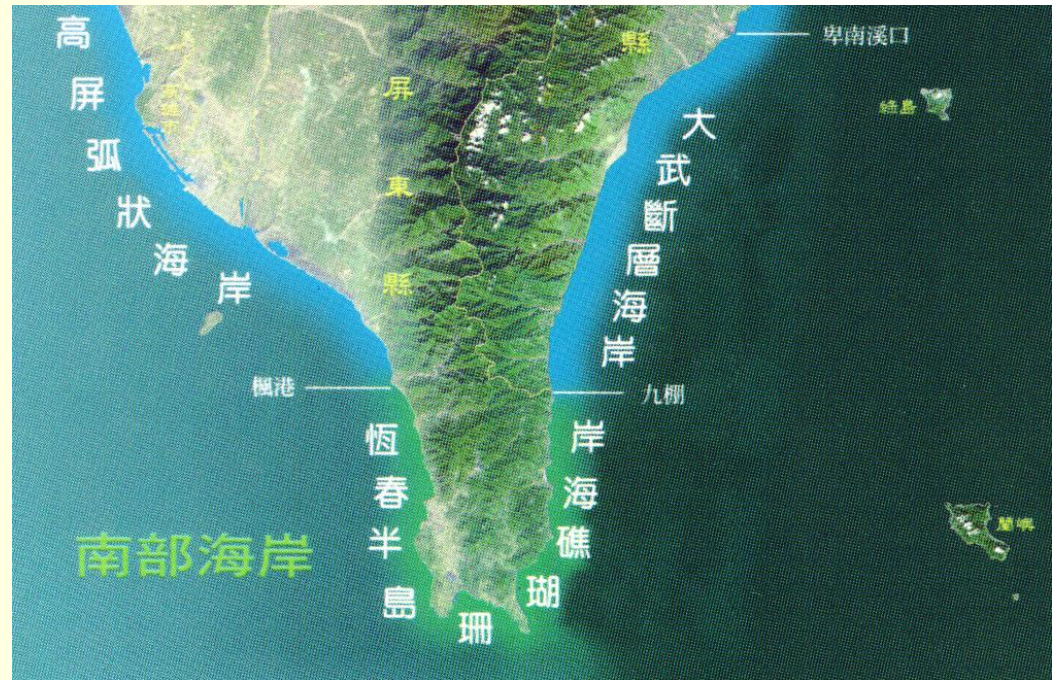 高屏弧狀海岸
屏東縣
縣
卑南溪口
綠島
大武斷層海岸
楓港
九棚
恆春半島珊瑚礁海岸
南部海岸
蘭嶼